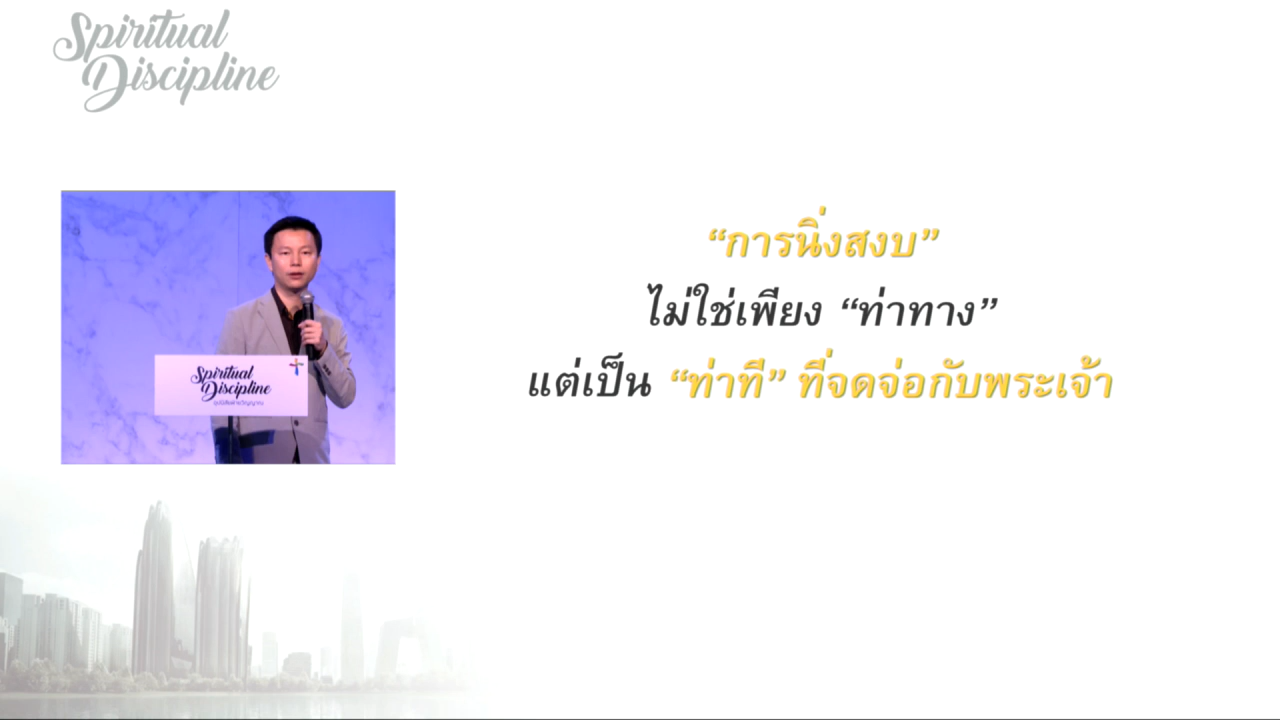 Spiritual
Discipline
“การนิ่งสงบ”
ไม่ใช่เพียง “ท่าทาง”
แต่เป็น “ท่าที” ที่จดจ่อกับพระเจ้า
Spiritual
Discipline